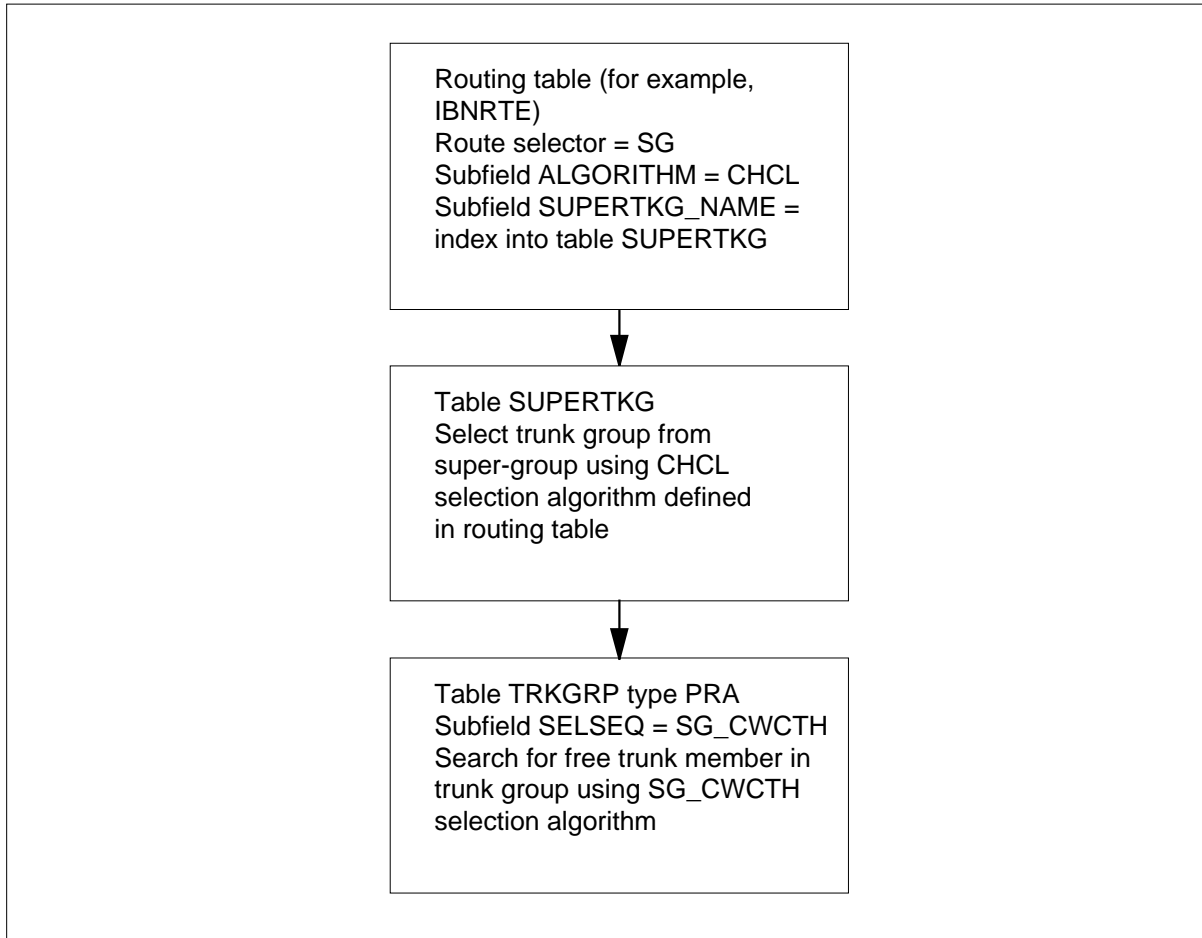 Routing table (for example,
IBNRTE)
Route selector = SG
Subfield ALGORITHM = CHCL
Subfield SUPERTKG_NAME =
index into table SUPERTKG
Table SUPERTKG
Select trunk group from
super-group using CHCL
selection algorithm defined
in routing table
Table TRKGRP type PRA
Subfield SELSEQ = SG_CWCTH
Search for free trunk member in
trunk group using SG_CWCTH
selection algorithm